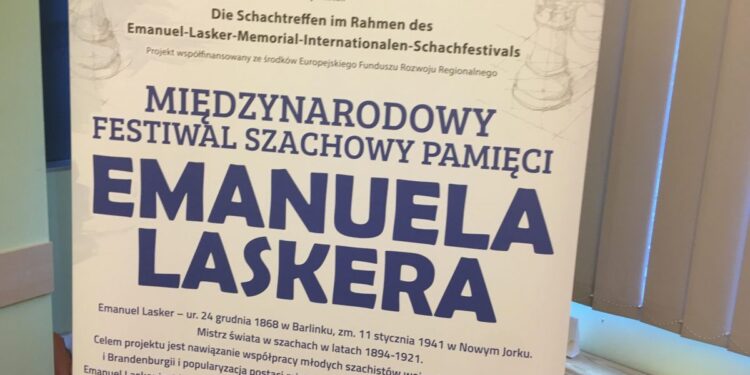 Die Schachtreffen im Rahmen des
Emanuel-Lasker-Memorial-Internationalen-Schachfestivals
Projekt współfinansowany ze środków Europejskiego Funduszu Rozwoju Regionalnego
MIĘDZYNARODOWY
FESTIWAL SZACHOWY PAMIĘCI
EMANUELA
LASKERA
Emanuel Lasker – ur. 24 grudnia 1868 w Barlinku, zm. 11 stycznia 1941 w Nowym Jorku.
Mistrz świata w szachach w latach 1894-1921.
Celem projektu jest nawiązanie współpracy młodych szachistów
i Brandenburgii i popularyzacja postaci
Emanuel